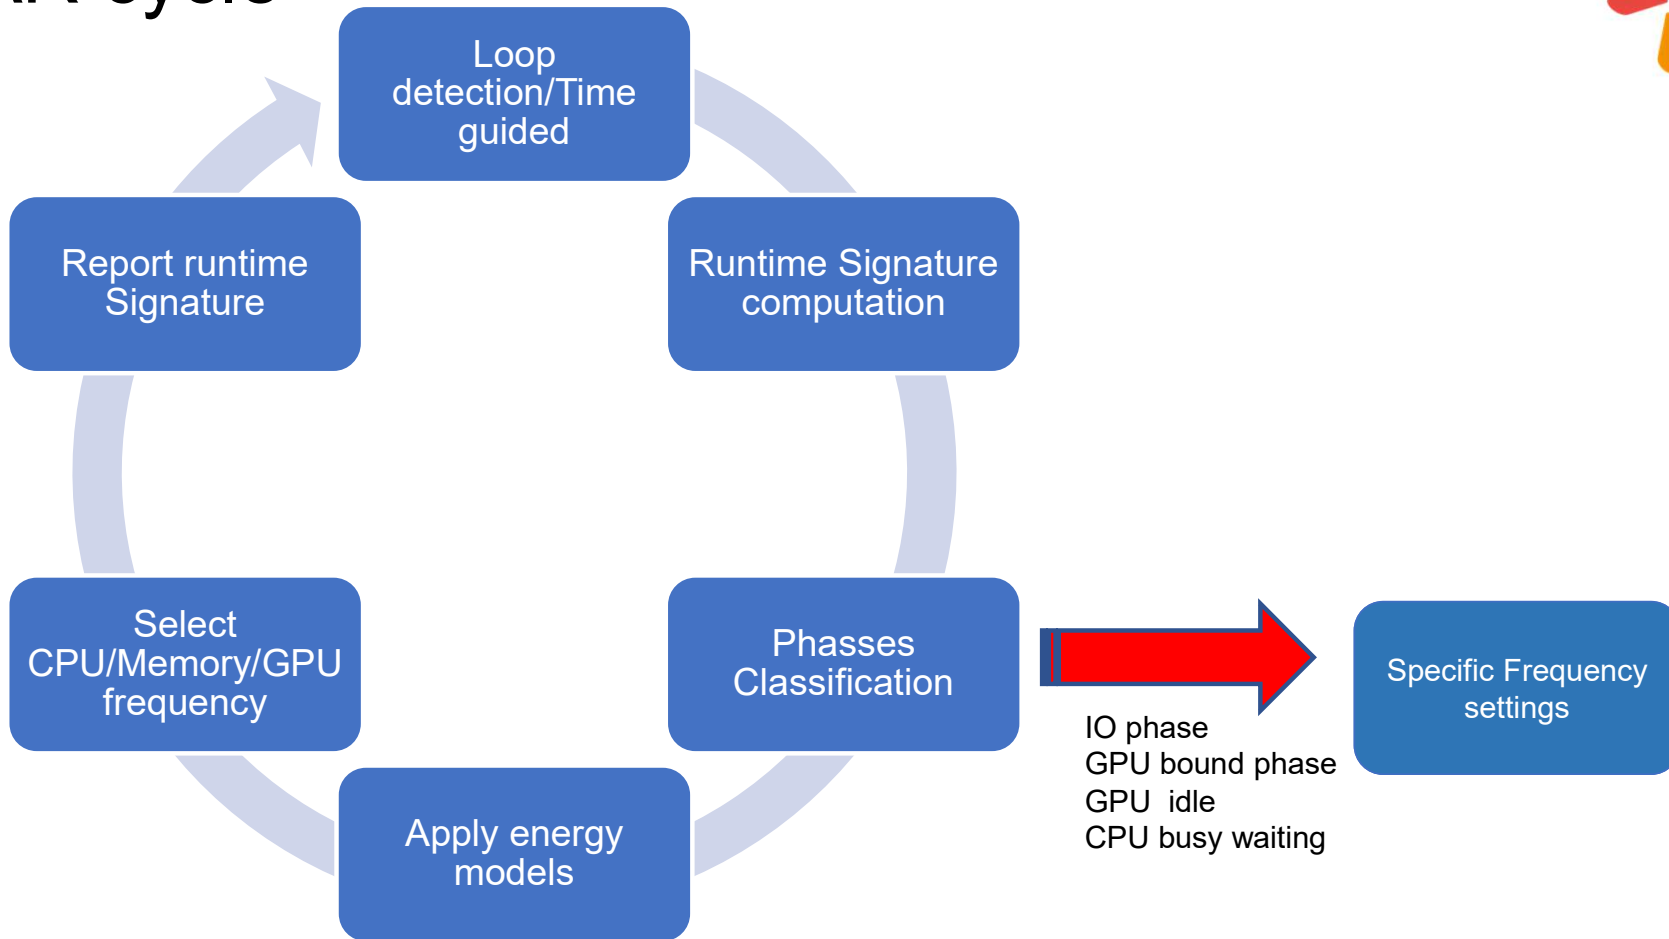 cycle
Loop
detection/Time
guided
Runtime Signature
computation
Phasses
Classification
Apply energy
models
Select
CPU/Memory/GPU
frequency
Report runtime
Signature
IO phase
GPU bound phase
GPU  idle
CPU busy waiting
Specific Frequency
settings